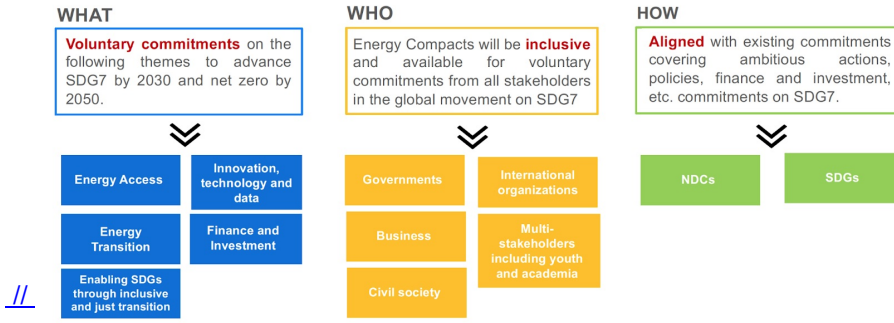 WHAT
Voluntary commitments on the
following themes to advance
SDG7 by 2030 and net zero by
2050.
Energy Access
Innovation,
technology and
data
Energy
Transition
Finance and
Investment
Enabling SDGs
through inclusive
and just transition
WHO
Energy Compacts will be inclusive
and available for voluntary
commitments from all stakeholders
in the global movement on SDG7
Governments
International
organizations
Business
Multi-
stakeholders
including youth
and academia
Civil society
HOW
Aligned with existing commitments
covering ambitious actions,
policies, finance and investment,
etc. commitments on SDG7.
NDCs
SDGs
//